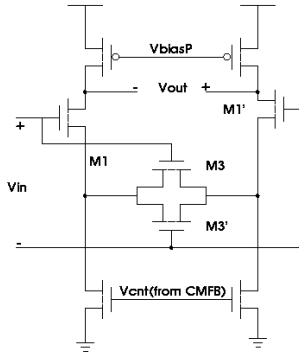 VbiasP
- Vout +
M1'
+
M1
M3
Vin
M3'
-
Vcnt(from CMFB)